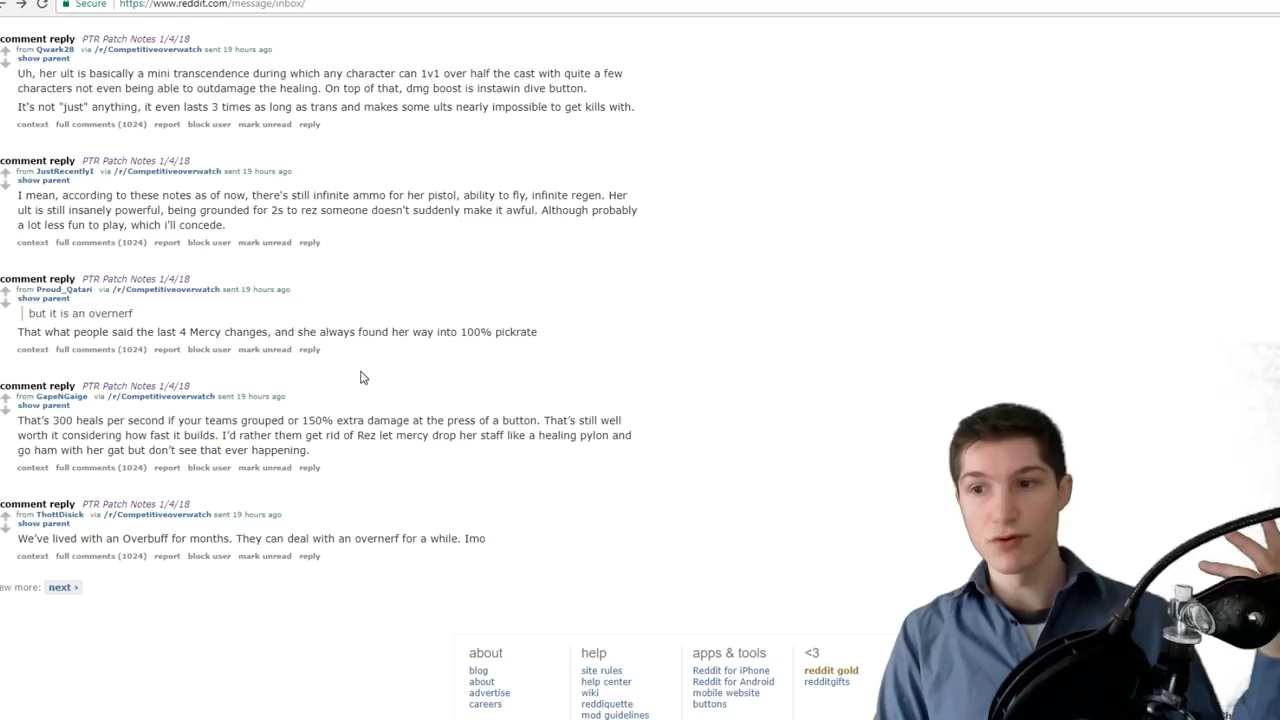 Secure https://www.reddit.com/message/inbox/
comment reply PTR Patch Notes 1/4/18
from Qwark28 via /r/Competitiveoverwatch sent 19 hours ago
show parent
Uh, her ult is basically a mini transcendence during which any character can 1v1 over half the cast with quite a few
characters not even being able to outdamage the healing. On top of that, dmg boost is instawin dive button.
It's not "just" anything, it even lasts 3 times as long as trans and makes some ults nearly impossible to get kills with.
context full comments (1024) report block user mark unread reply
comment reply PTR Patch Notes 1/4/18
from JustRecentlyI via /r/Competitiveoverwatch sent 19 hours ago
show parent
I mean, according to these notes as of now, there's still infinite ammo for her pistol, ability to fly, infinite regen. Her
ult is still insanely powerful, being grounded for 2s to rez someone doesn't suddenly make it awful. Although probably
a lot less fun to play, which i'll concede.
context full comments (1024) report block user mark unread reply
comment reply PTR Patch Notes 1/4/18
from Proud_Qatari via /r/Competitiveoverwatch sent 19 hours ago
show parent
but it is an overnerf
That what people said the last 4 Mercy changes, and she always found her way into 100% pickrate
context full comments (1024) report block user mark unread reply
comment reply PTR Patch Notes 1/4/18
from GapeNGaige via /r/Competitiveoverwatch sent 19 hours ago
show parent
That's 300 heals per second if your teams grouped or 150% extra damage at the press of a button. That's still well
worth it considering how fast it builds. I'd rather them get rid of Rez let mercy drop her staff like a healing pylon and
go ham with her gat but don't see that ever happening.
context full comments (1024) report block user mark unread reply
comment reply PTR Patch Notes 1/4/18
from ThottDisick via /r/Competitiveoverwatch sent 19 hours ago
show parent
We've lived with an Overbuff for months. They can deal with an overnerf for a while. Imo
context full comments (1024) report block user mark unread reply
ew more: next ›
about help apps & tools <3
blog site rules Reddit for iPhone reddit gold
about help center Reddit for Android redditgifts
advertise wiki mobile website
careers reddiquette buttons
mod guidelines